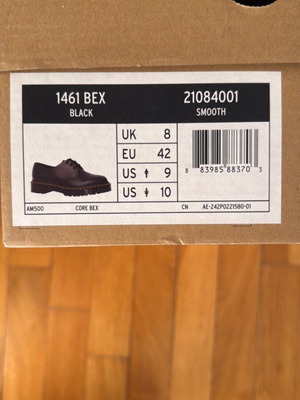 1461 BEX
BLACK
21084001
SMOOTH
UK 8
EU 42
US 9
US 10
8 83985 88370 3
AM500
CORE BEX
CN
AE-242P0221580-01